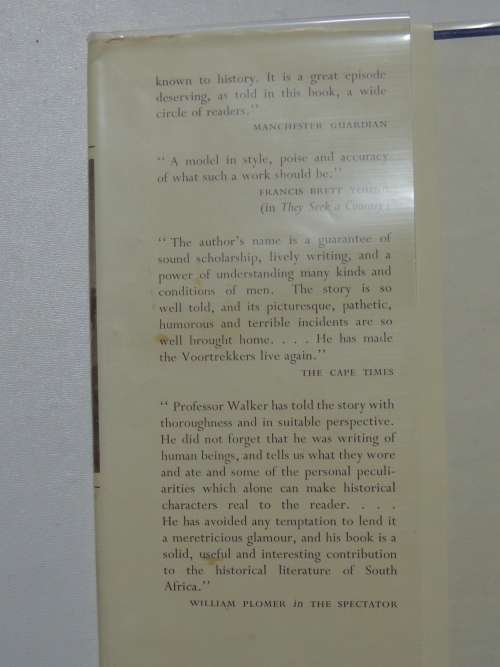 known to history. It is a great episode
deserving, as told in this book, a wide
circle of readers."
MANCHESTER GUARDIAN
" A model in style, poise and accuracy
of what such a work should be."
FRANCIS BRETT YOUNG
(in They Seek a Country)
" The author's name is a guarantee of
sound scholarship, lively writing, and a
power of understanding many kinds and
conditions of men. The story is so
well told, and its picturesque, pathetic,
humorous and terrible incidents are so
well brought home. . . . He has made
the Voortrekkers live again."
THE CAPE TIMES
" Professor Walker has told the story with
thoroughness and in suitable perspective.
He did not forget that he was writing of
human beings, and tells us what they wore
and ate and some of the personal peculi-
arities which alone can make historical
characters real to the reader. . . .
He has avoided any temptation to lend it
a meretricious glamour, and his book is a
solid, useful and interesting contribution
to the historical literature of South
Africa."
WILLIAM PLOMER in THE SPECTATOR